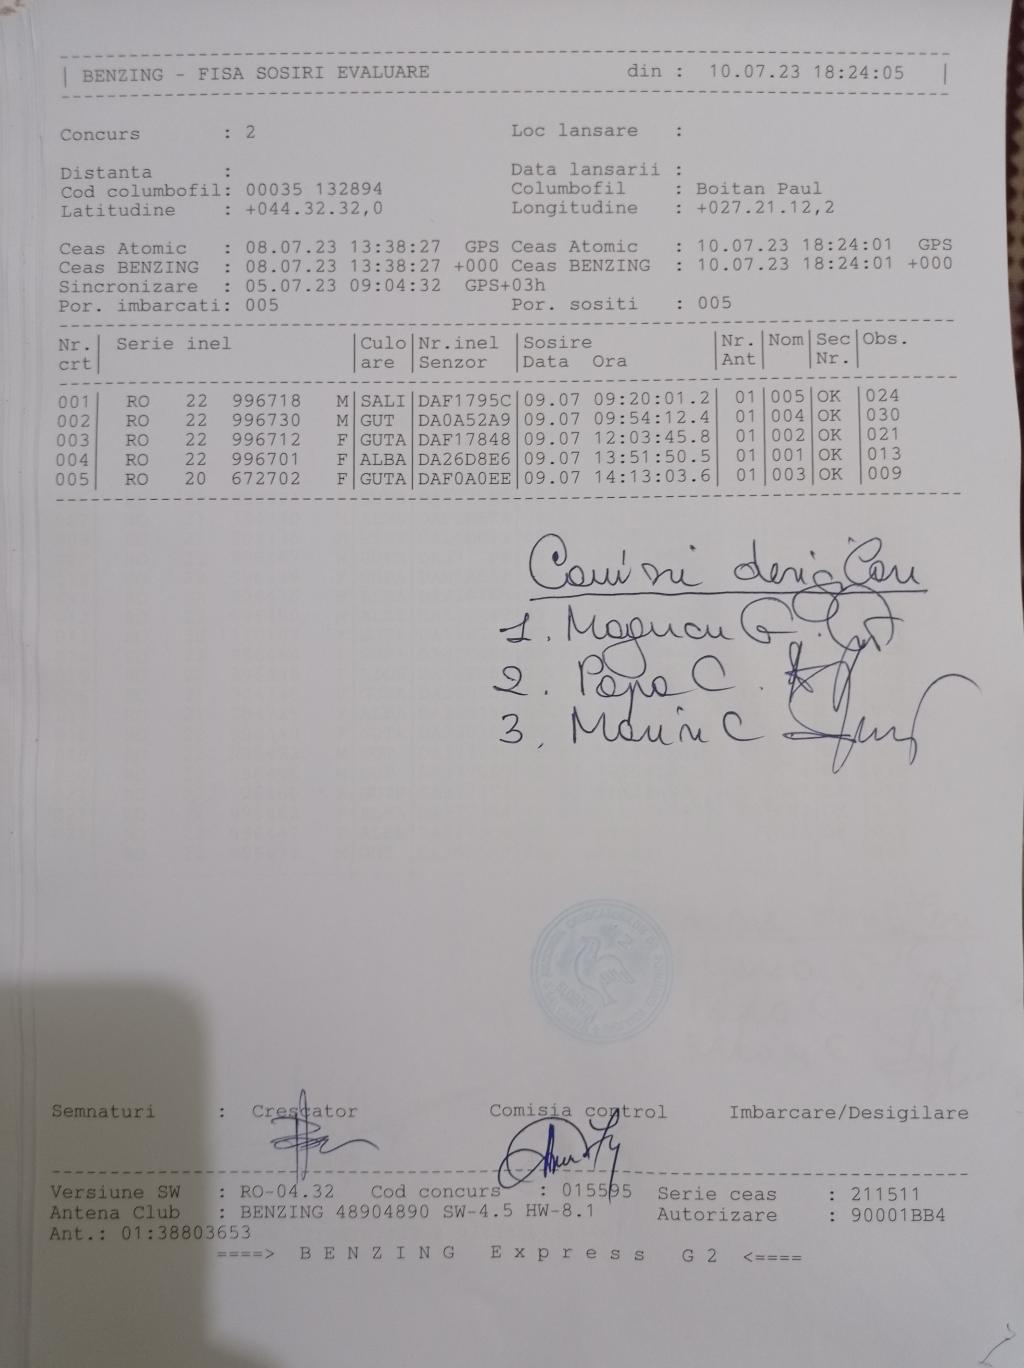 BENZING - FISA SOSIRI EVALUARE din : 10.07.23 18:24:05
Concurs : 2 Loc lansare :
Distanta : Data lansarii :
Cod columbofil: 00035 132894 Columbofil : Boitan Paul
Latitudine : +044.32.32,0 Longitudine : +027.21.12,2
Ceas Atomic : 08.07.23 13:38:27 GPS Ceas Atomic : 10.07.23 18:24:01 GPS
Ceas BENZING : 08.07.23 13:38:27 +000 Ceas BENZING : 10.07.23 18:24:01 +000
Sincronizare : 05.07.23 09:04:32 GPS+03h
Por. imbarcati: 005 Por. sositi : 005
Nr. | Serie inel | Culo | Nr.inel | Sosire | Nr. | Nom | Sec | Obs.
crt | | are | Senzor | Data Ora | Ant | | Nr. |
001 | RO 22 996718 M | SALI | DAF1795C | 09.07 09:20:01.2 | 01 | 005 | OK | 024
002 | RO 22 996730 M | GUT | DA0A52A9 | 09.07 09:54:12.4 | 01 | 004 | OK | 030
003 | RO 22 996712 F | GUTA | DAF17848 | 09.07 12:03:45.8 | 01 | 002 | OK | 021
004 | RO 22 996701 F | ALBA | DA26D8E6 | 09.07 13:51:50.5 | 01 | 001 | OK | 013
005 | RO 20 672702 F | GUTA | DAF0A0EE | 09.07 14:13:03.6 | 01 | 003 | OK | 009
1. G.
2. Popa C.
3. Marin C
Semnaturi : Crescator Comisia control Imbarcare/Desigilare
Versiune SW : RO-04.32 Cod concurs : 015595 Serie ceas : 211511
Antena Club : BENZING 48904890 SW-4.5 HW-8.1 Autorizare : 90001BB4
Ant.: 01:38803653
====> B E N Z I N G E x p r e s s G 2 <====